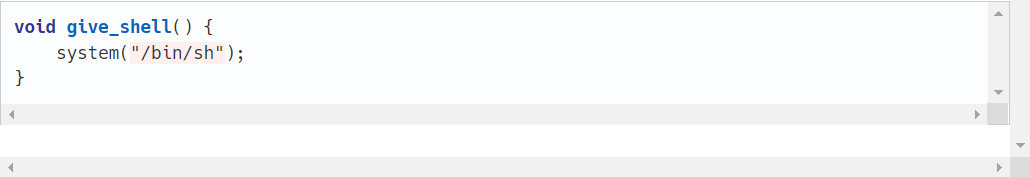 void give_shell() {
    system("/bin/sh");
}